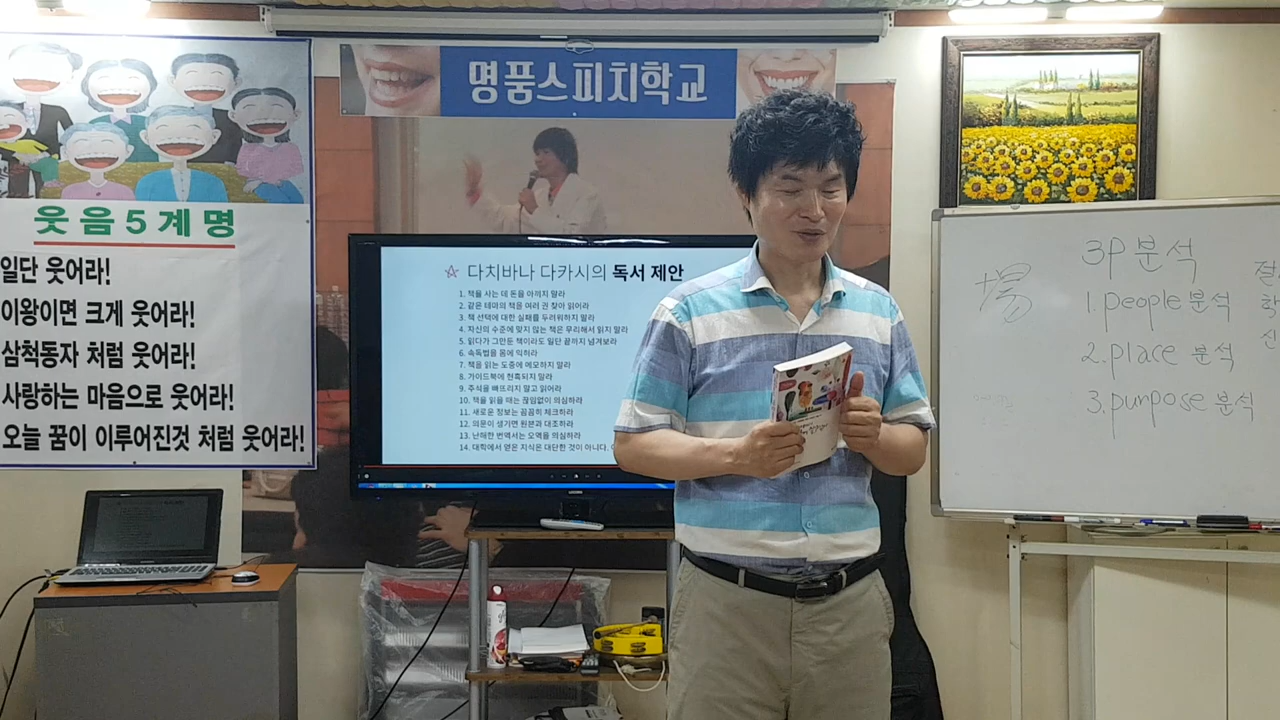 명품스피치학교
웃음5계명
일단 웃어라!
이왕이면 크게 웃어라!
삼척동자 처럼 웃어라!
사랑하는 마음으로 웃어라!
오늘 꿈이 이루어진것 처럼 웃어라!
다치바나 다카시의 독서 제안
1. 책을 사는 데 돈을 아끼지 말라
2. 같은 테마의 책을 여러 권 찾아 읽어라
3. 책 선택에 대한 실패를 두려워하지 말라
4. 자신의 수준에 맞지 않는 책은 무리해서 읽지 말라
5. 읽다가 그만둔 책이라도 일단 끝까지 넘겨보라
6. 속독법을 몸에 익혀라
7. 책을 읽는 도중에 메모하지 말라
8. 가이드북에 현혹되지 말라
9. 주석을 빠뜨리지 말고 읽어라
10. 책을 읽을 때는 끊임없이 의심하라
11. 새로운 정보는 꼼꼼히 체크하라
12. 의문이 생기면 원본과 대조하라
13. 난해한 번역서는 오역을 의심하라
14. 대학에서 얻은 지식은 대단한 것이 아니다.
場
3P 분석
1. people 분석
2. place 분석
3. punpose 분석
절
학
신